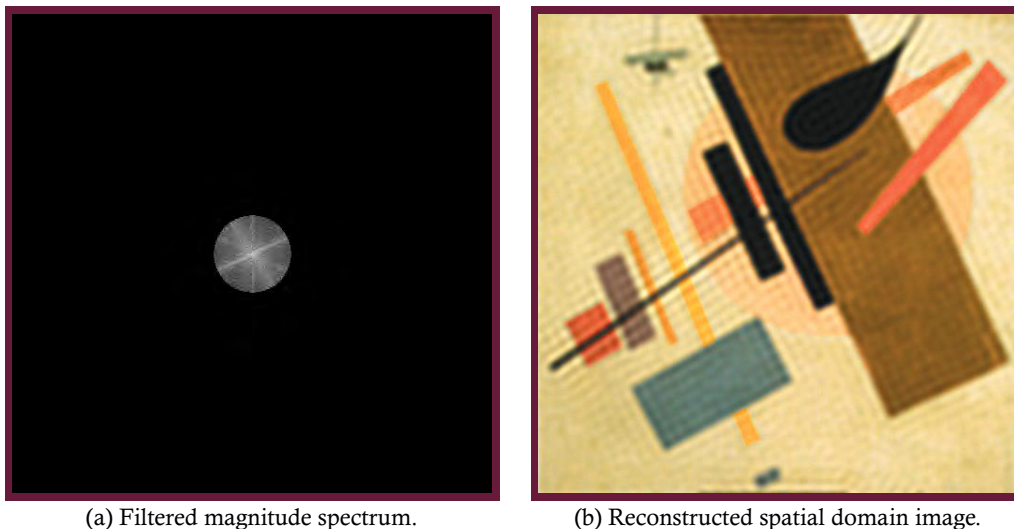 (a) Filtered magnitude spectrum.
(b) Reconstructed spatial domain image.